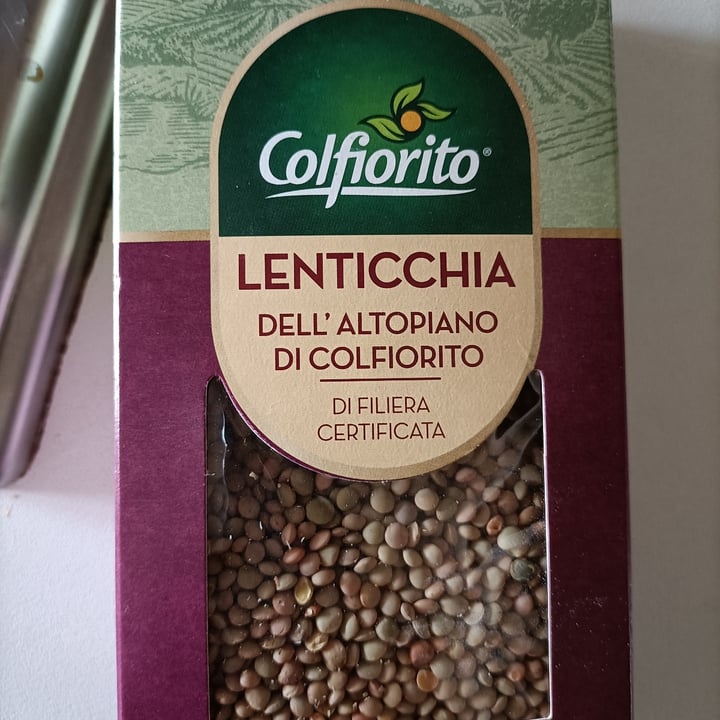 Colfiorito®
LENTICCHIA
DELL' ALTOPIANO
DI COLFIORITO
DI FILIERA
CERTIFICATA